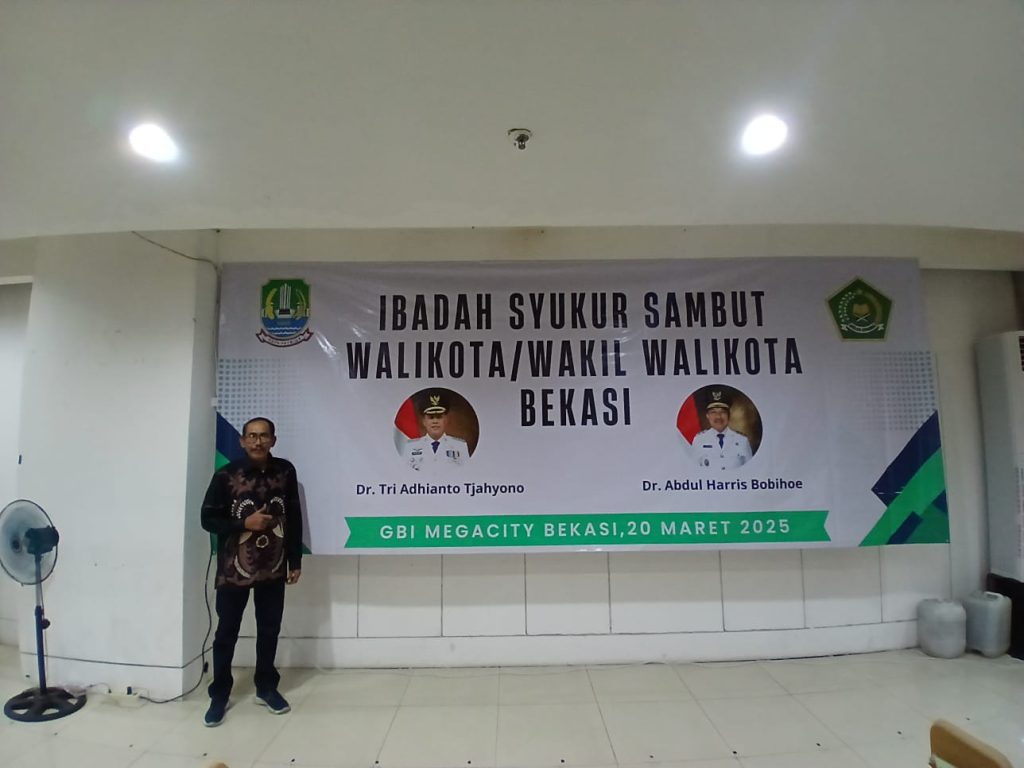 IBADAH SYUKUR SAMBUT
WALIKOTA/WAKIL WALIKOTA
BEKASI
Dr. Tri Adhianto Tjahyono
Dr. Abdul Harris Bobihoe
GBI MEGACITY BEKASI,20 MARET 2025